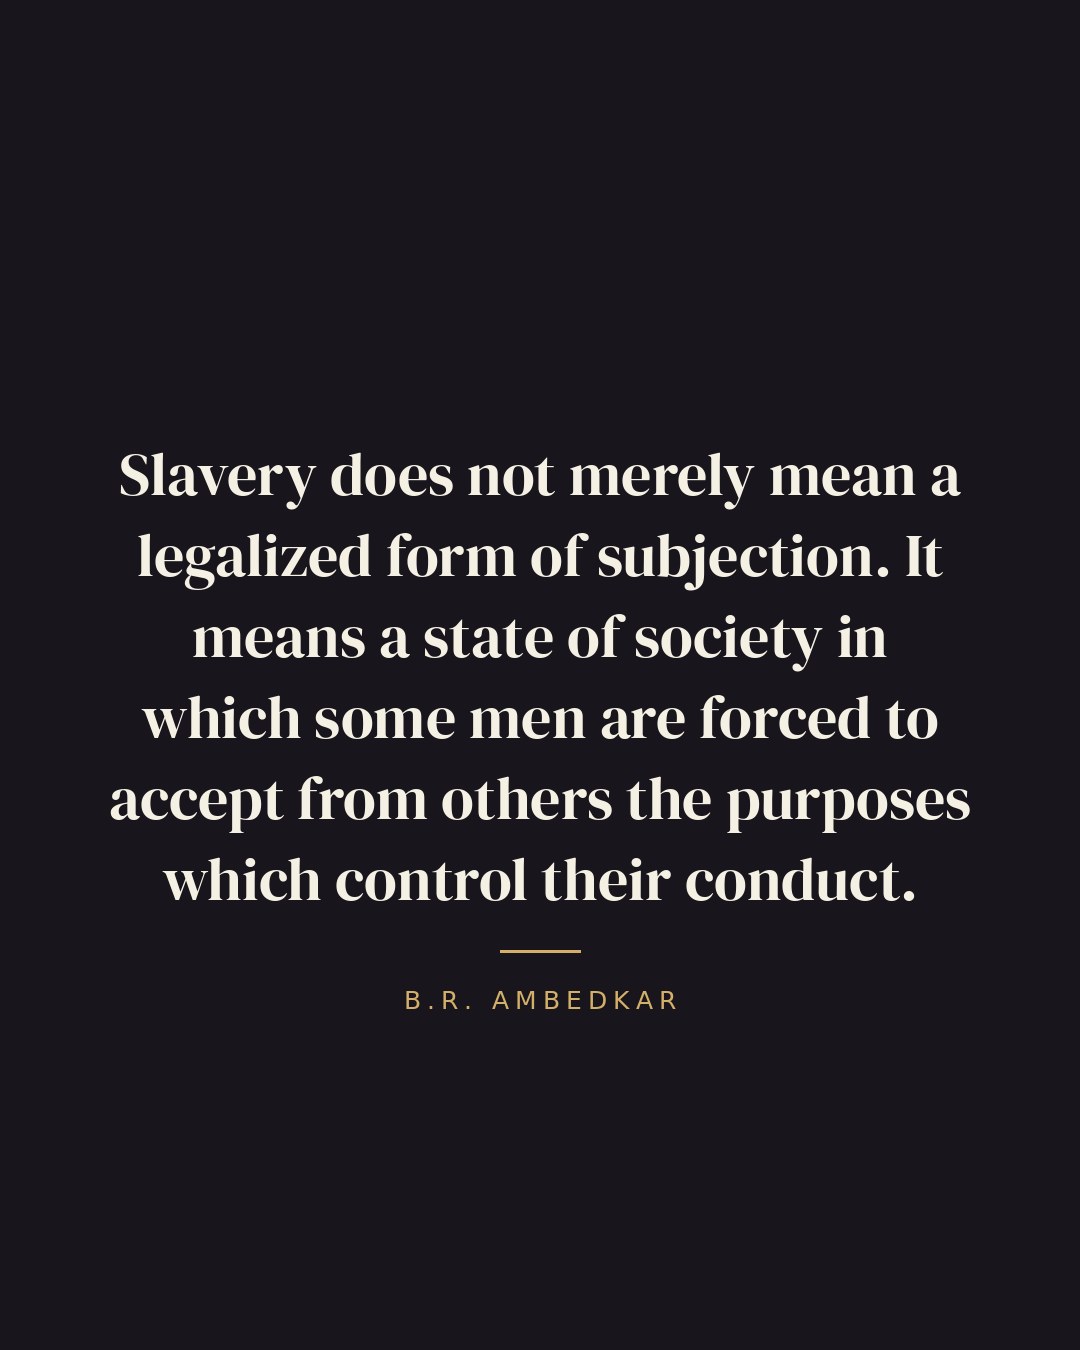 Slavery does not merely mean a
legalized form of subjection. It
means a state of society in
which some men are forced to
accept from others the purposes
which control their conduct.
B.R. AMBEDKAR